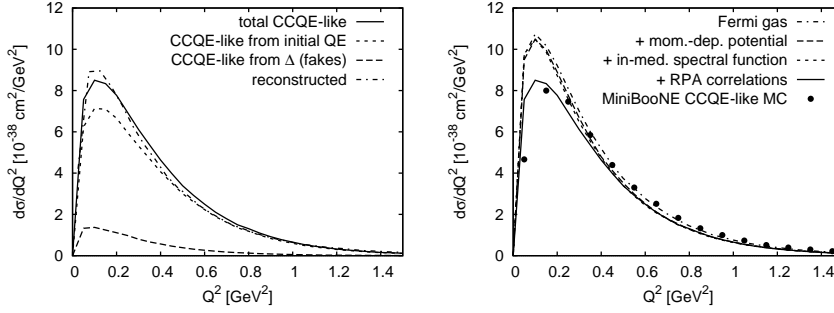 total CCQE-like
CCQE-like from initial QE
CCQE-like from Δ (fakes)
reconstructed
dσ/dQ² [10⁻³⁸ cm²/GeV²]
12
10
8
6
4
2
0
0 0.2 0.4 0.6 0.8 1 1.2 1.4
Q² [GeV²]
Fermi gas
+ mom.-dep. potential
+ in-med. spectral function
+ RPA correlations
MiniBooNE CCQE-like MC
dσ/dQ² [10⁻³⁸ cm²/GeV²]
12
10
8
6
4
2
0
0 0.2 0.4 0.6 0.8 1 1.2 1.4
Q² [GeV²]